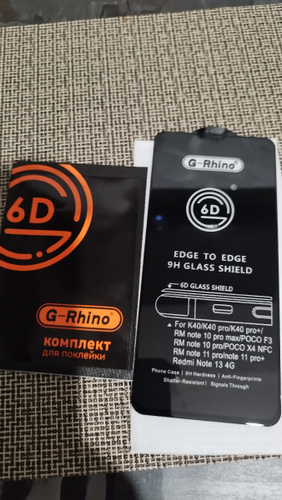 6D
G-Rhino®
КОМПЛЕКТ
для поклейки
G-Rhino®
6D
EDGE TO EDGE
9H GLASS SHIELD
6D GLASS SHIELD
For K40/K40 pro/K40 pro+/
RM note 10 pro max/POCO F3
RM note 10 pro/POCO X4 NFC
RM note 11 pro/note 11 pro+
Redmi Note 13 4G
Phone Case | 9H Hardness | Anti-Fingerprints
Shatter-Resistant | Signals Through